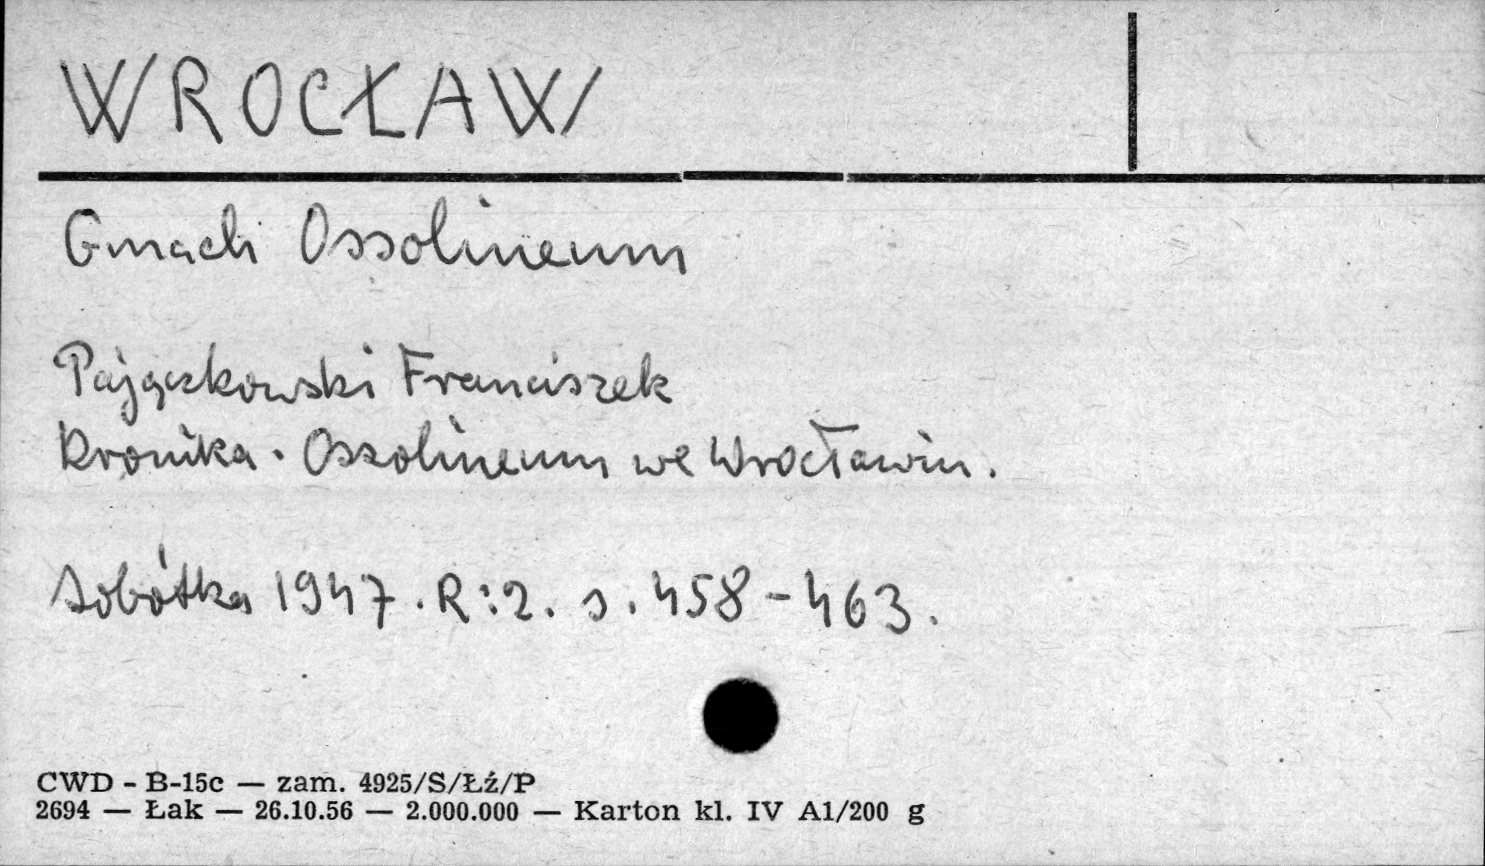 WROCŁAW
Gmach Ossolineum
Pajączkowski Franciszek
Kronika. Ossolineum we Wrocławiu.
Sobótka 1947. R:2. s. 458-463.
CWD - B-15c — zam. 4925/S/Łź/P
2694 — Łak — 26.10.56 — 2.000.000 — Karton kl. IV A1/200 g